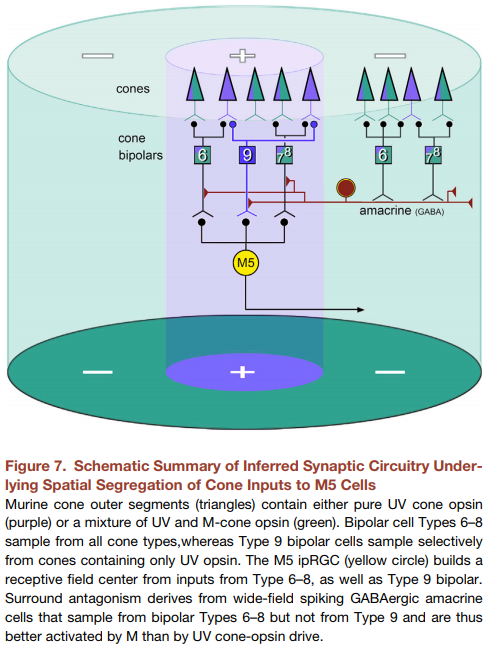 − + −
cones
cone
bipolars
6 9 7 8 6 7 8
amacrine (GABA)
M5
− + −
Figure 7. Schematic Summary of Inferred Synaptic Circuitry Under-
lying Spatial Segregation of Cone Inputs to M5 Cells
Murine cone outer segments (triangles) contain either pure UV cone opsin
(purple) or a mixture of UV and M-cone opsin (green). Bipolar cell Types 6–8
sample from all cone types,whereas Type 9 bipolar cells sample selectively
from cones containing only UV opsin. The M5 ipRGC (yellow circle) builds a
receptive field center from inputs from Type 6–8, as well as Type 9 bipolar.
Surround antagonism derives from wide-field spiking GABAergic amacrine
cells that sample from bipolar Types 6–8 but not from Type 9 and are thus
better activated by M than by UV cone-opsin drive.